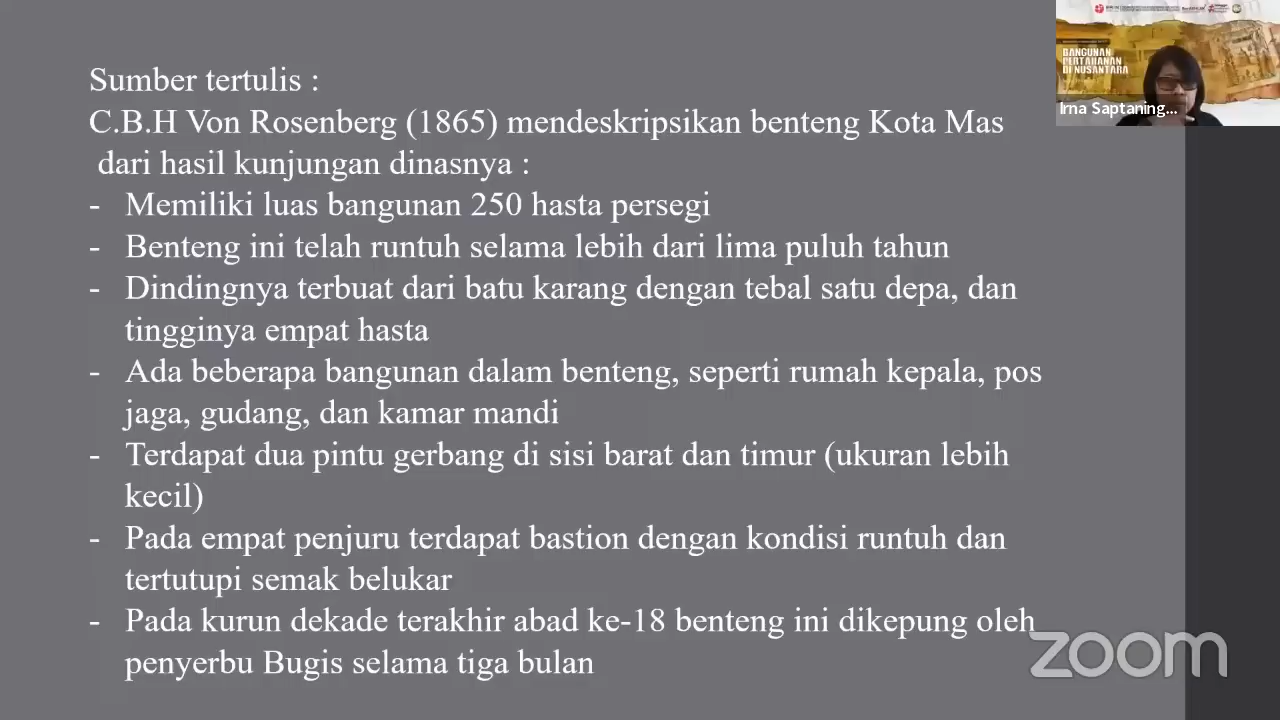 Sumber tertulis :
C.B.H Von Rosenberg (1865) mendeskripsikan benteng Kota Mas
dari hasil kunjungan dinasnya :
- Memiliki luas bangunan 250 hasta persegi
- Benteng ini telah runtuh selama lebih dari lima puluh tahun
- Dindingnya terbuat dari batu karang dengan tebal satu depa, dan
tingginya empat hasta
- Ada beberapa bangunan dalam benteng, seperti rumah kepala, pos
jaga, gudang, dan kamar mandi
- Terdapat dua pintu gerbang di sisi barat dan timur (ukuran lebih
kecil)
- Pada empat penjuru terdapat bastion dengan kondisi runtuh dan
tertutupi semak belukar
- Pada kurun dekade terakhir abad ke-18 benteng ini dikepung oleh
penyerbu Bugis selama tiga bulan
BANGUNAN
PERTAHANAN
DI NUSANTARA
Irna Saptaning...
zoom